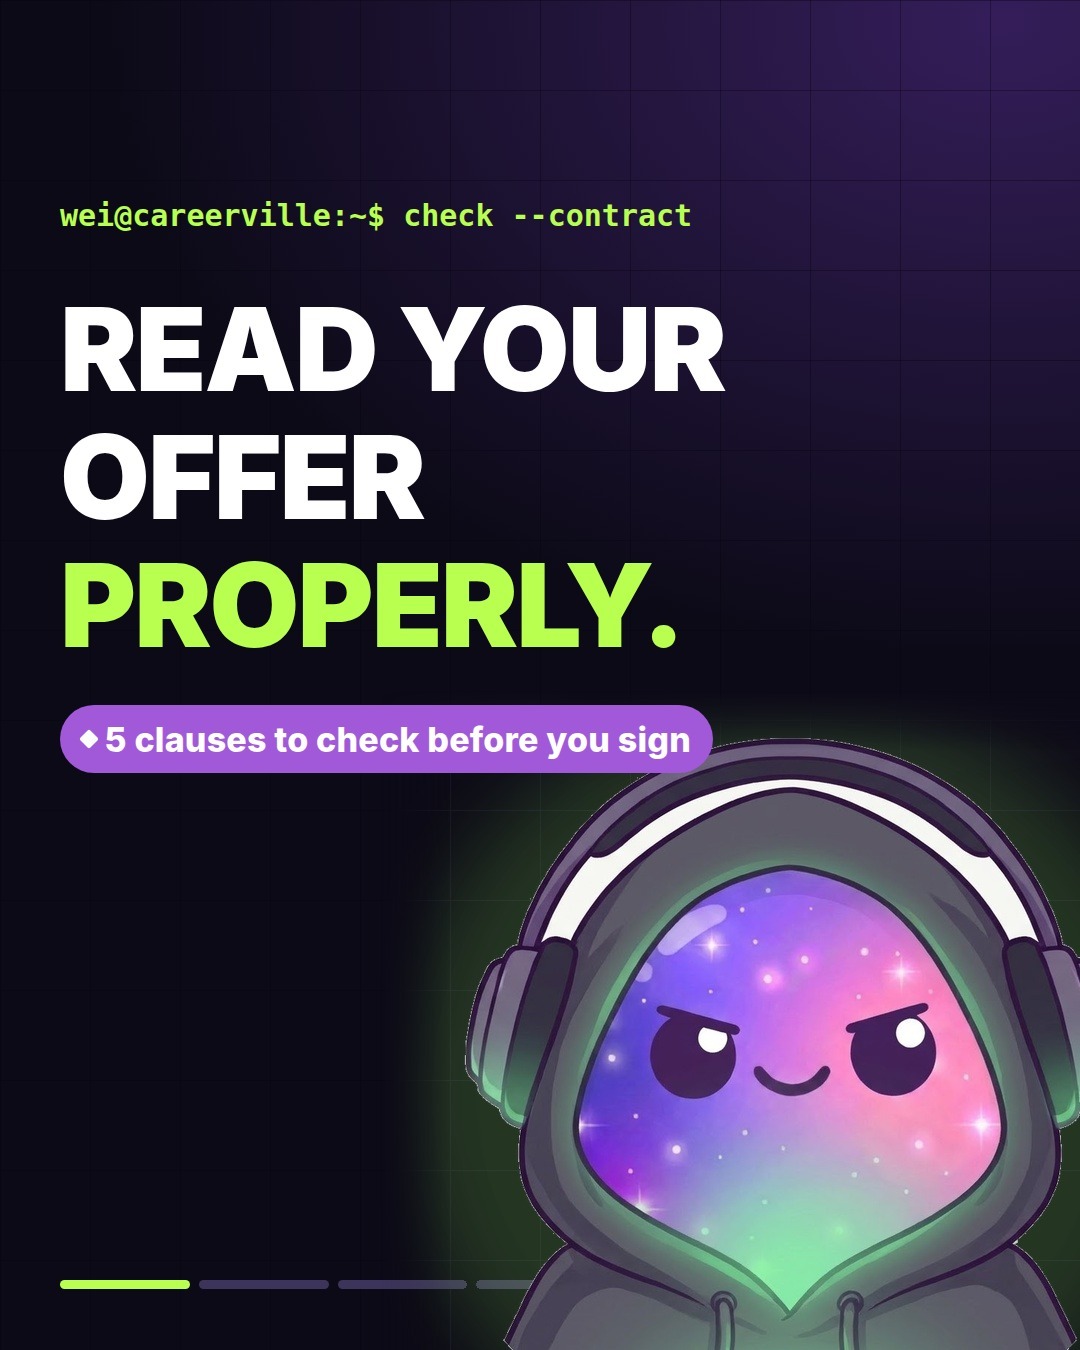 wei@careerville:~$ check --contract
READ YOUR
OFFER
PROPERLY.
5 clauses to check before you sign